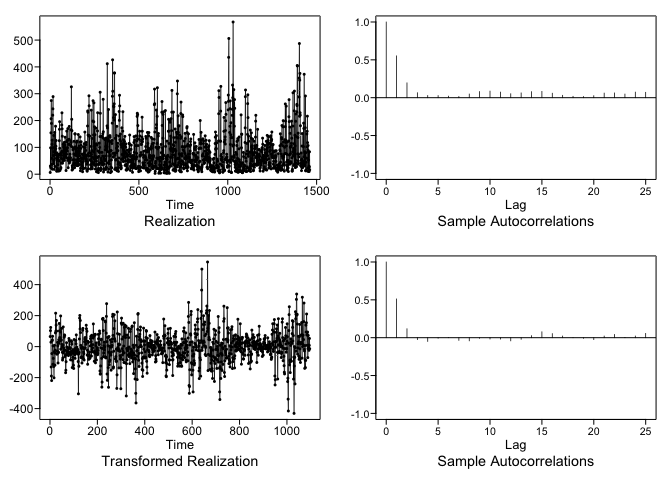 500
400
300
200
100
0
0 500 1000 1500
Time
Realization
1.0
0.5
0.0
-0.5
-1.0
0 5 10 15 20 25
Lag
Sample Autocorrelations
400
200
0
-200
-400
0 200 400 600 800 1000
Time
Transformed Realization
1.0
0.5
0.0
-0.5
-1.0
0 5 10 15 20 25
Lag
Sample Autocorrelations